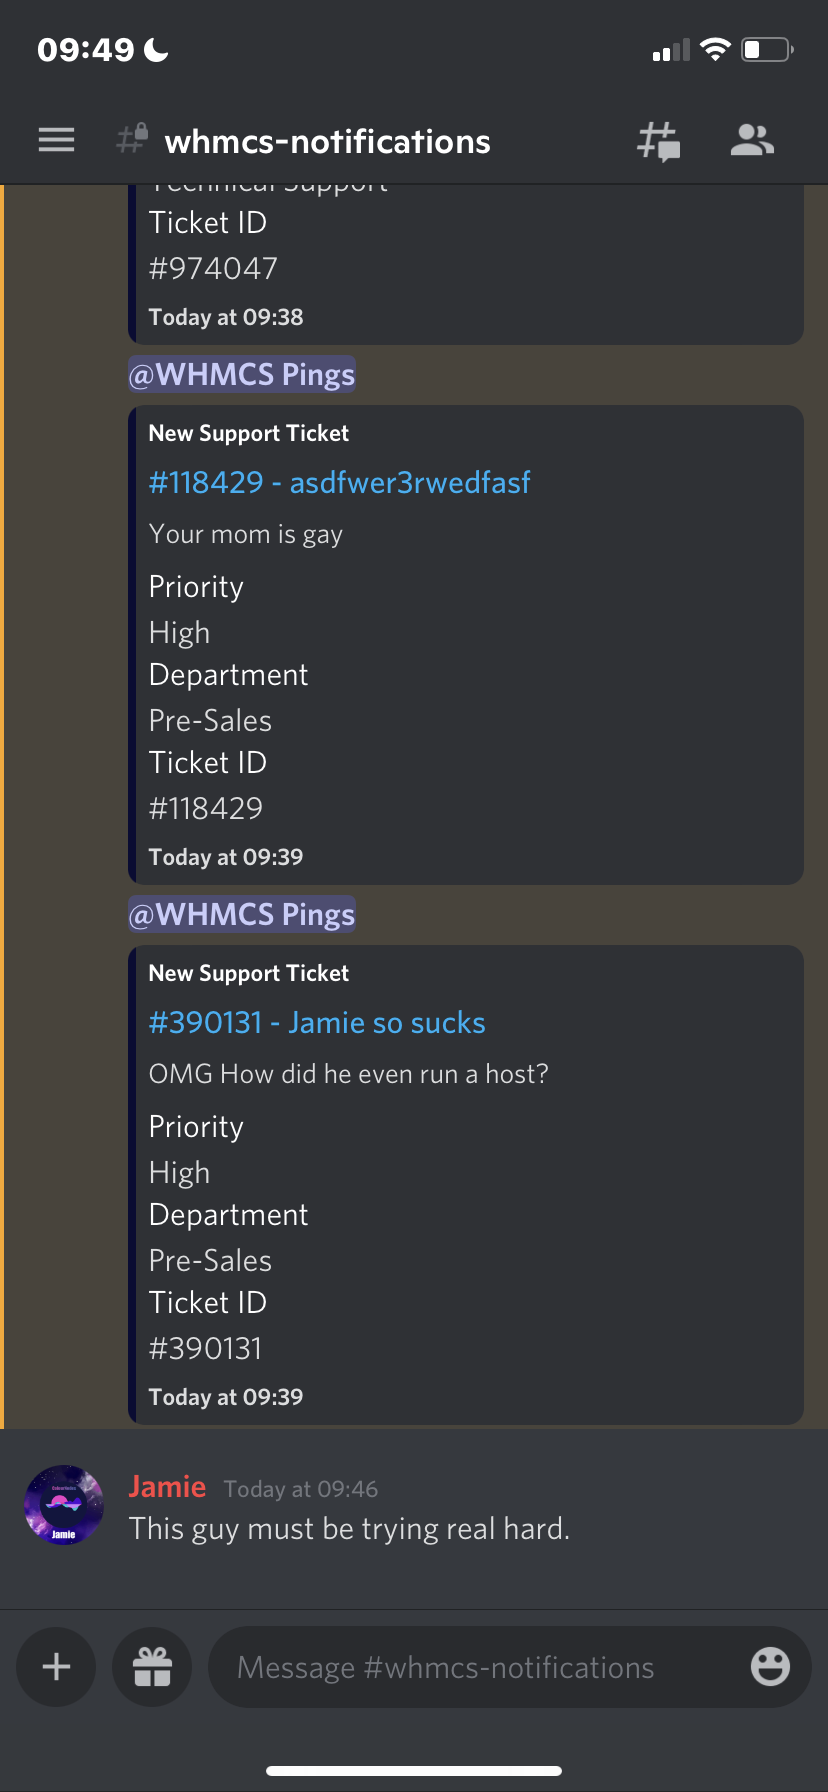 09:49
whmcs-notifications
Technical Support
Ticket ID
#974047
Today at 09:38
@WHMCS Pings
New Support Ticket
#118429 - asdfwer3rwedfasf
Your mom is gay
Priority
High
Department
Pre-Sales
Ticket ID
#118429
Today at 09:39
@WHMCS Pings
New Support Ticket
#390131 - Jamie so sucks
OMG How did he even run a host?
Priority
High
Department
Pre-Sales
Ticket ID
#390131
Today at 09:39
Jamie Today at 09:46
Jamie
This guy must be trying real hard.
Message #whmcs-notifications